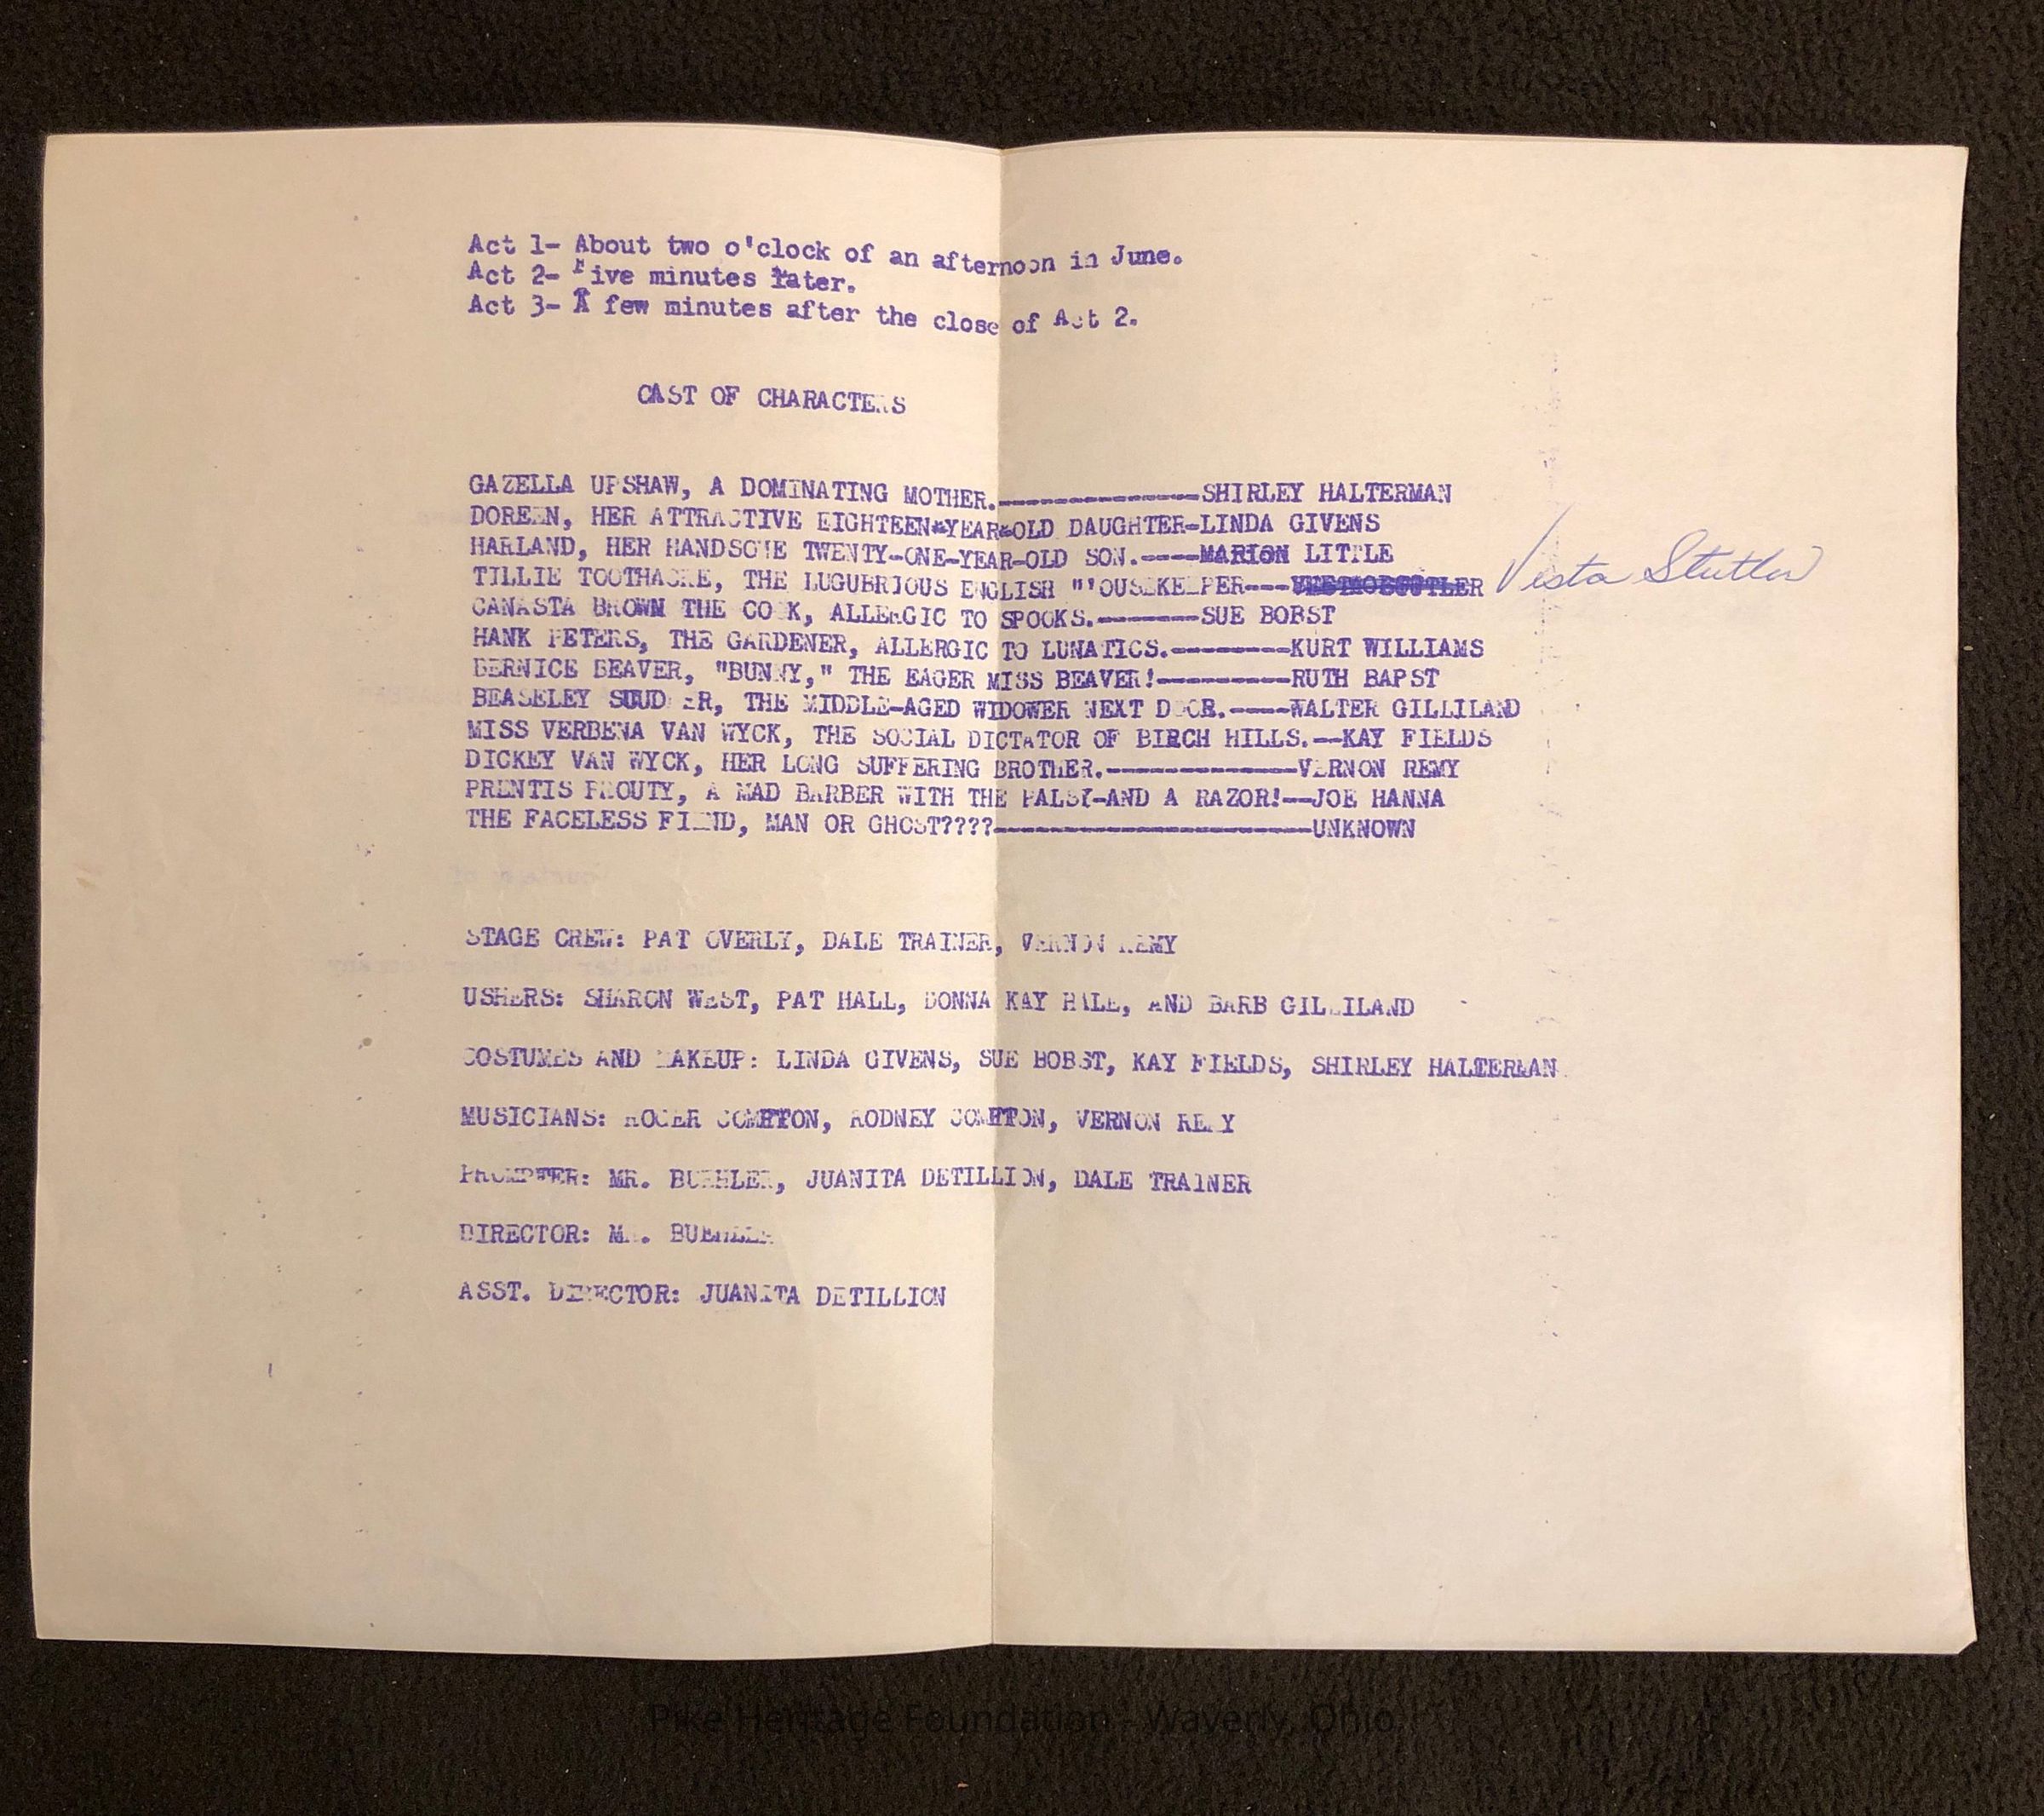 Act 1- About two o'clock of an afternoon in June.
Act 2- Five minutes later.
Act 3- A few minutes after the close of Act 2.
CAST OF CHARACTERS
GAZELLA UPSHAW, A DOMINATING MOTHER.---------------SHIRLEY HALTERMAN
DOREEN, HER ATTRACTIVE EIGHTEEN-YEAR-OLD DAUGHTER-LINDA GIVENS
HARLAND, HER HANDSOME TWENTY-ONE-YEAR-OLD SON.----MARION LITTLE
TILLIE TOOTHACRE, THE LUGUBRIOUS ENGLISH "'OUSEKEEPER--- Vesta Stutler
CANASTA BROWN THE COOK, ALLERGIC TO SPOOKS.-------SUE BOBST
HANK PETERS, THE GARDENER, ALLERGIC TO LUNATICS.--------KURT WILLIAMS
BERNICE BEAVER, "BUNNY," THE EAGER MISS BEAVER!---------RUTH BAPST
BEASELEY SOUDER, THE MIDDLE-AGED WIDOWER NEXT DOOR.----WALTER GILLILAND
MISS VERBENA VAN WYCK, THE SOCIAL DICTATOR OF BIRCH HILLS.--KAY FIELDS
DICKEY VAN WYCK, HER LONG SUFFERING BROTHER.-------------VERNON REMY
PRENTIS PROUTY, A MAD BARBER WITH THE PALSY-AND A RAZOR!--JOE HANNA
THE FACELESS FIEND, MAN OR GHOST????----------------------UNKNOWN
STAGE CREW: PAT OVERLY, DALE TRAINER, VERNON REMY
USHERS: SHARON WEST, PAT HALL, DONNA KAY HALL, AND BARB GILLILAND
COSTUMES AND MAKEUP: LINDA GIVENS, SUE BOBST, KAY FIELDS, SHIRLEY HALTERMAN
MUSICIANS: ROGER COMPTON, RODNEY COMPTON, VERNON REMY
PROMPTER: MR. BUEHLER, JUANITA DETILLION, DALE TRAINER
DIRECTOR: MR. BUEHLER
ASST. DIRECTOR: JUANITA DETILLION
Pike Heritage Foundation - Waverly, Ohio